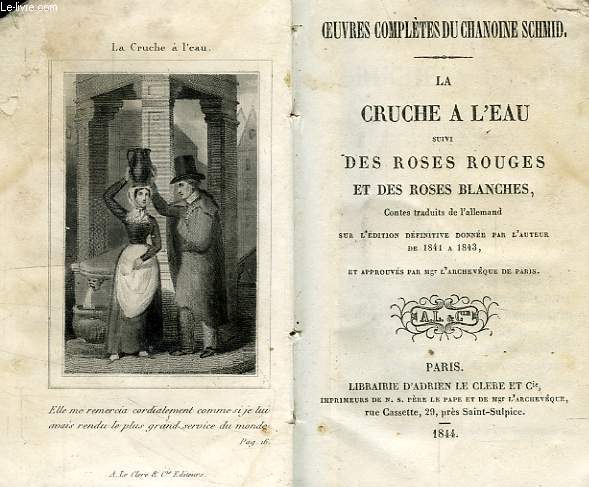 Le-livre.com
La Cruche à l'eau.
Elle me remercia cordialement comme si je lui
avais rendu le plus grand service du monde
Pag. 16.
A. Le Clere & Cie Editeurs.
ŒUVRES COMPLÈTES DU CHANOINE SCHMID.
LA
CRUCHE A L'EAU
SUIVI
DES ROSES ROUGES
ET DES ROSES BLANCHES,
Contes traduits de l'allemand
SUR L'ÉDITION DÉFINITIVE DONNÉE PAR L'AUTEUR
DE 1841 A 1843,
ET APPROUVÉS PAR Mgr L'ARCHEVÊQUE DE PARIS.
A.L. & Cie
PARIS.
LIBRAIRIE D'ADRIEN LE CLERE ET Cie,
IMPRIMEURS DE N. S. PÈRE LE PAPE ET DE Mgr L'ARCHEVÊQUE,
rue Cassette, 29, près Saint-Sulpice.
1844.